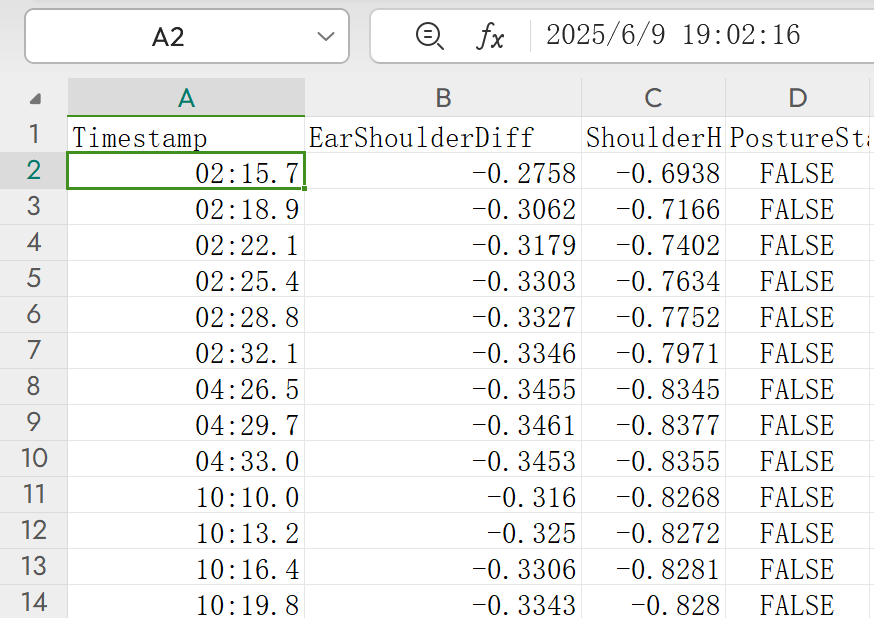 A2 fx 2025/6/9 19:02:16
A B C D
1 Timestamp EarShoulderDiff ShoulderH PostureSta
2 02:15.7 -0.2758 -0.6938 FALSE
3 02:18.9 -0.3062 -0.7166 FALSE
4 02:22.1 -0.3179 -0.7402 FALSE
5 02:25.4 -0.3303 -0.7634 FALSE
6 02:28.8 -0.3327 -0.7752 FALSE
7 02:32.1 -0.3346 -0.7971 FALSE
8 04:26.5 -0.3455 -0.8345 FALSE
9 04:29.7 -0.3461 -0.8377 FALSE
10 04:33.0 -0.3453 -0.8355 FALSE
11 10:10.0 -0.316 -0.8268 FALSE
12 10:13.2 -0.325 -0.8272 FALSE
13 10:16.4 -0.3306 -0.8281 FALSE
14 10:19.8 -0.3343 -0.828 FALSE